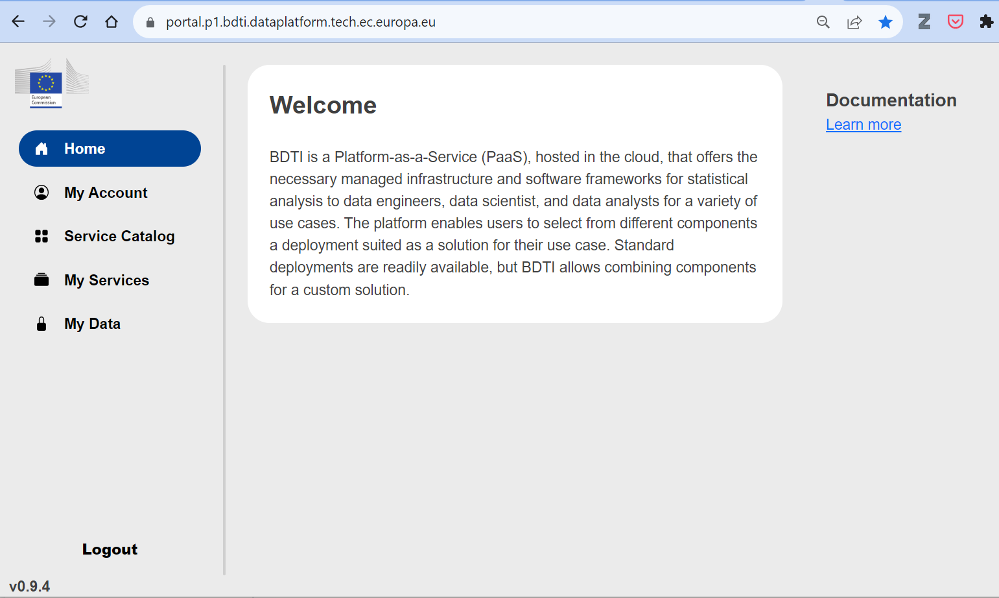 portal.p1.bdti.dataplatform.tech.ec.europa.eu
European
Commission
Home
My Account
Service Catalog
My Services
My Data
Logout
v0.9.4
Welcome
BDTI is a Platform-as-a-Service (PaaS), hosted in the cloud, that offers the
necessary managed infrastructure and software frameworks for statistical
analysis to data engineers, data scientist, and data analysts for a variety of
use cases. The platform enables users to select from different components
a deployment suited as a solution for their use case. Standard
deployments are readily available, but BDTI allows combining components
for a custom solution.
Documentation
Learn more